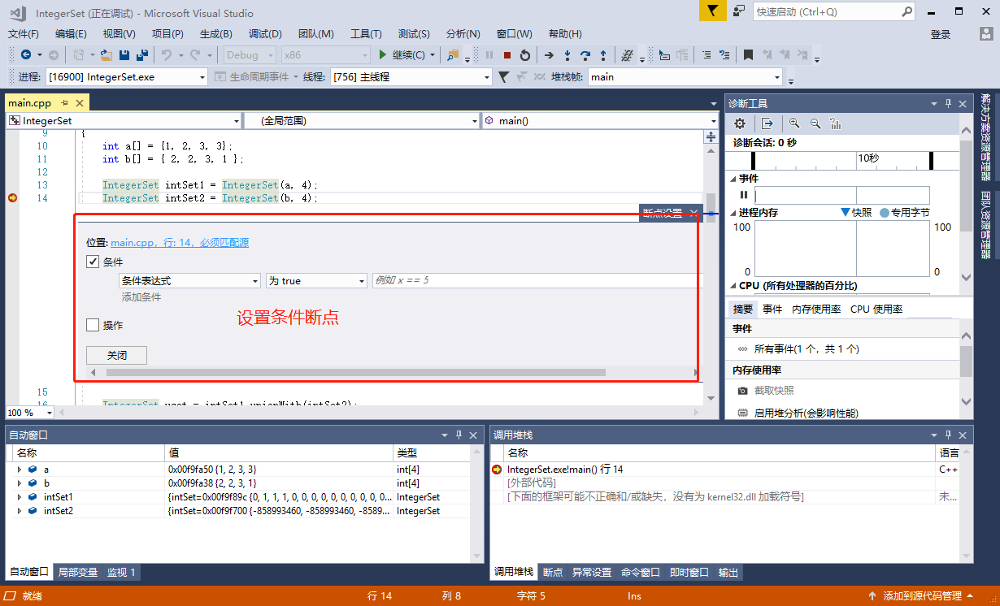 IntegerSet (正在调试) - Microsoft Visual Studio
快速启动 (Ctrl+Q)
文件(F) 编辑(E) 视图(V) 项目(P) 生成(B) 调试(D) 团队(M) 工具(T) 测试(S) 分析(N) 窗口(W) 帮助(H) 登录
Debug x86 继续(C)
进程: [16900] IntegerSet.exe 生命周期事件 线程: [756] 主线程 堆栈帧: main
main.cpp
IntegerSet (全局范围) main()
9 {
10 int a[] = {1, 2, 3, 3};
11 int b[] = { 2, 2, 3, 1 };
12
13 IntegerSet intSet1 = IntegerSet(a, 4);
14 IntegerSet intSet2 = IntegerSet(b, 4);
断点设置
位置: main.cpp, 行: 14, 必须匹配源
条件
条件表达式 为 true 例如 x == 5
添加条件
设置条件断点
操作
关闭
15
16 IntegerSet uset = intSet1.unionWith(intSet2);
100 %
诊断工具
诊断会话: 0 秒
10秒
事件
进程内存 快照 专用字节
100 100
0 0
CPU (所有处理器的百分比)
摘要 事件 内存使用率 CPU 使用率
事件
所有事件(1 个，共 1 个)
内存使用率
截取快照
启用堆分析(会影响性能)
解决方案资源管理器
团队资源管理器
自动窗口
名称 值 类型
a 0x00f9fa50 {1, 2, 3, 3} int[4]
b 0x00f9fa38 {2, 2, 3, 1} int[4]
intSet1 {intSet=0x00f9f89c {0, 1, 1, 1, 0, 0, 0, 0, 0, 0, 0, 0, 0... IntegerSet
intSet2 {intSet=0x00f9f700 {-858993460, -858993460, -8589... IntegerSet
自动窗口 局部变量 监视 1
调用堆栈
名称 语言
IntegerSet.exe!main() 行 14 C++
[外部代码]
[下面的框架可能不正确和/或缺失，没有为 kernel32.dll 加载符号] 未...
调用堆栈 断点 异常设置 命令窗口 即时窗口 输出
就绪 行 14 列 8 字符 5 Ins 添加到源代码管理